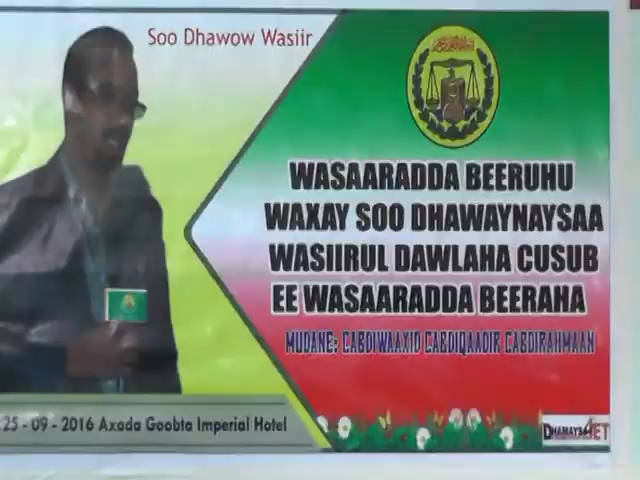 Soo Dhawow Wasiir
WASAARADDA BEERUHU
WAXAY SOO DHAWAYNAYSAA
WASIIRUL DAWLAHA CUSUB
EE WASAARADDA BEERAHA
MUDANE: CABDIWAAXID CABDIQAADIR CABDIRAHMAAN
25 - 09 - 2016 Axada Goobta Imperial Hotel